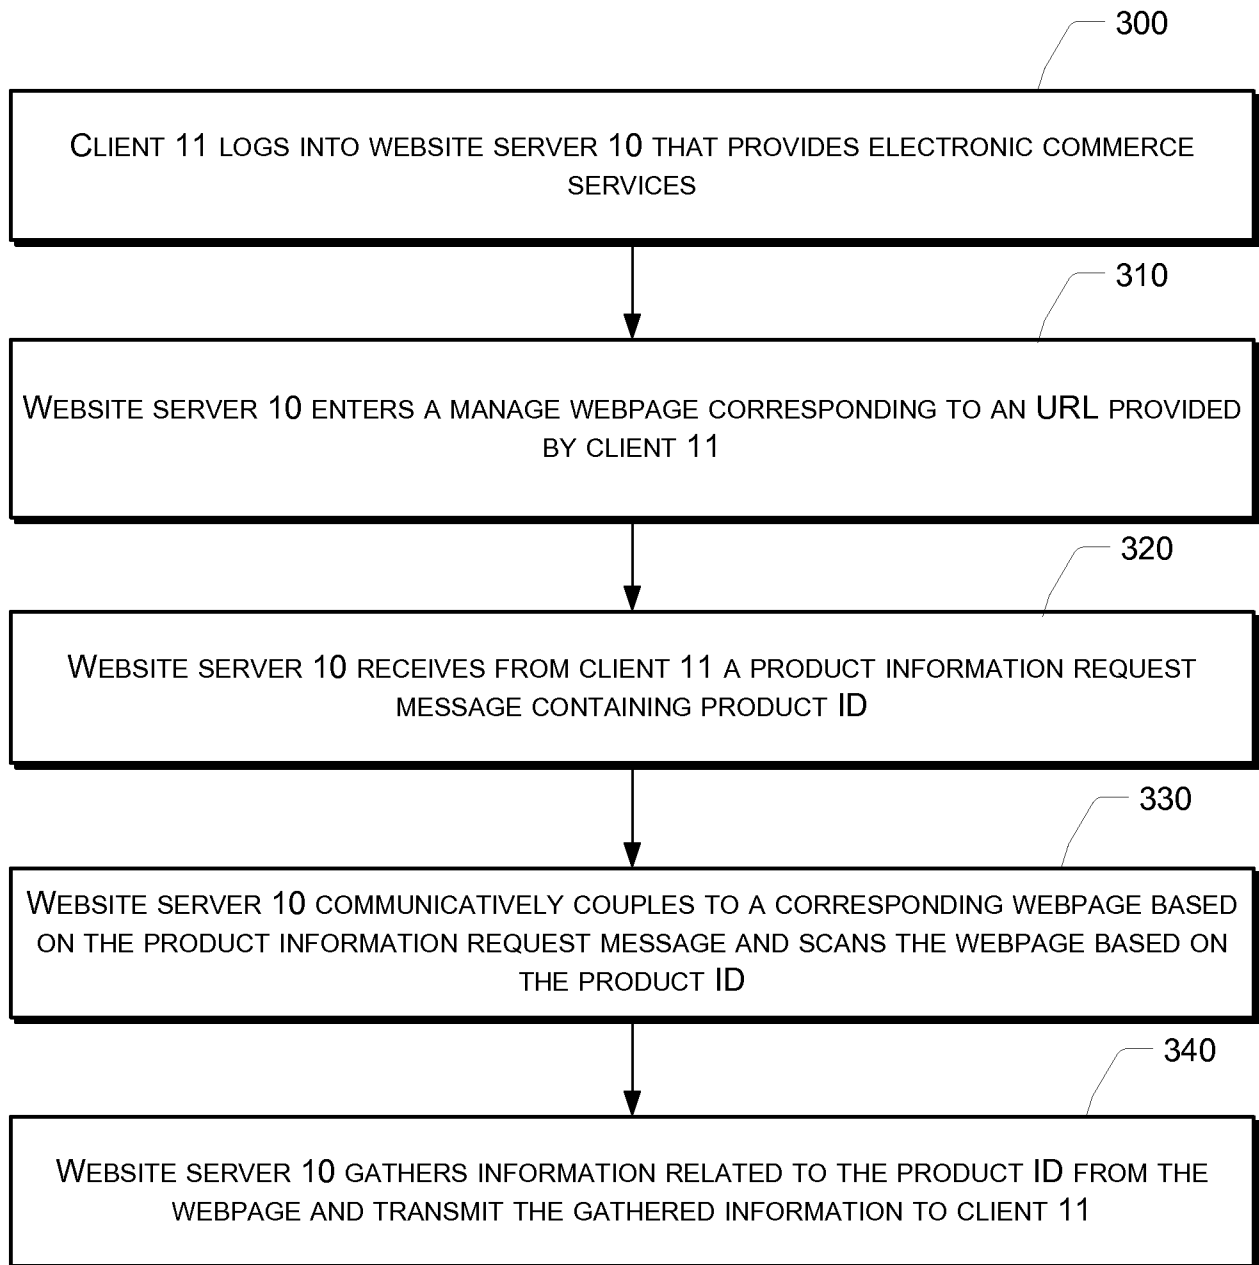 300
CLIENT 11 LOGS INTO WEBSITE SERVER 10 THAT PROVIDES ELECTRONIC COMMERCE
SERVICES
310
WEBSITE SERVER 10 ENTERS A MANAGE WEBPAGE CORRESPONDING TO AN URL PROVIDED
BY CLIENT 11
320
WEBSITE SERVER 10 RECEIVES FROM CLIENT 11 A PRODUCT INFORMATION REQUEST
MESSAGE CONTAINING PRODUCT ID
330
WEBSITE SERVER 10 COMMUNICATIVELY COUPLES TO A CORRESPONDING WEBPAGE BASED
ON THE PRODUCT INFORMATION REQUEST MESSAGE AND SCANS THE WEBPAGE BASED ON
THE PRODUCT ID
340
WEBSITE SERVER 10 GATHERS INFORMATION RELATED TO THE PRODUCT ID FROM THE
WEBPAGE AND TRANSMIT THE GATHERED INFORMATION TO CLIENT 11